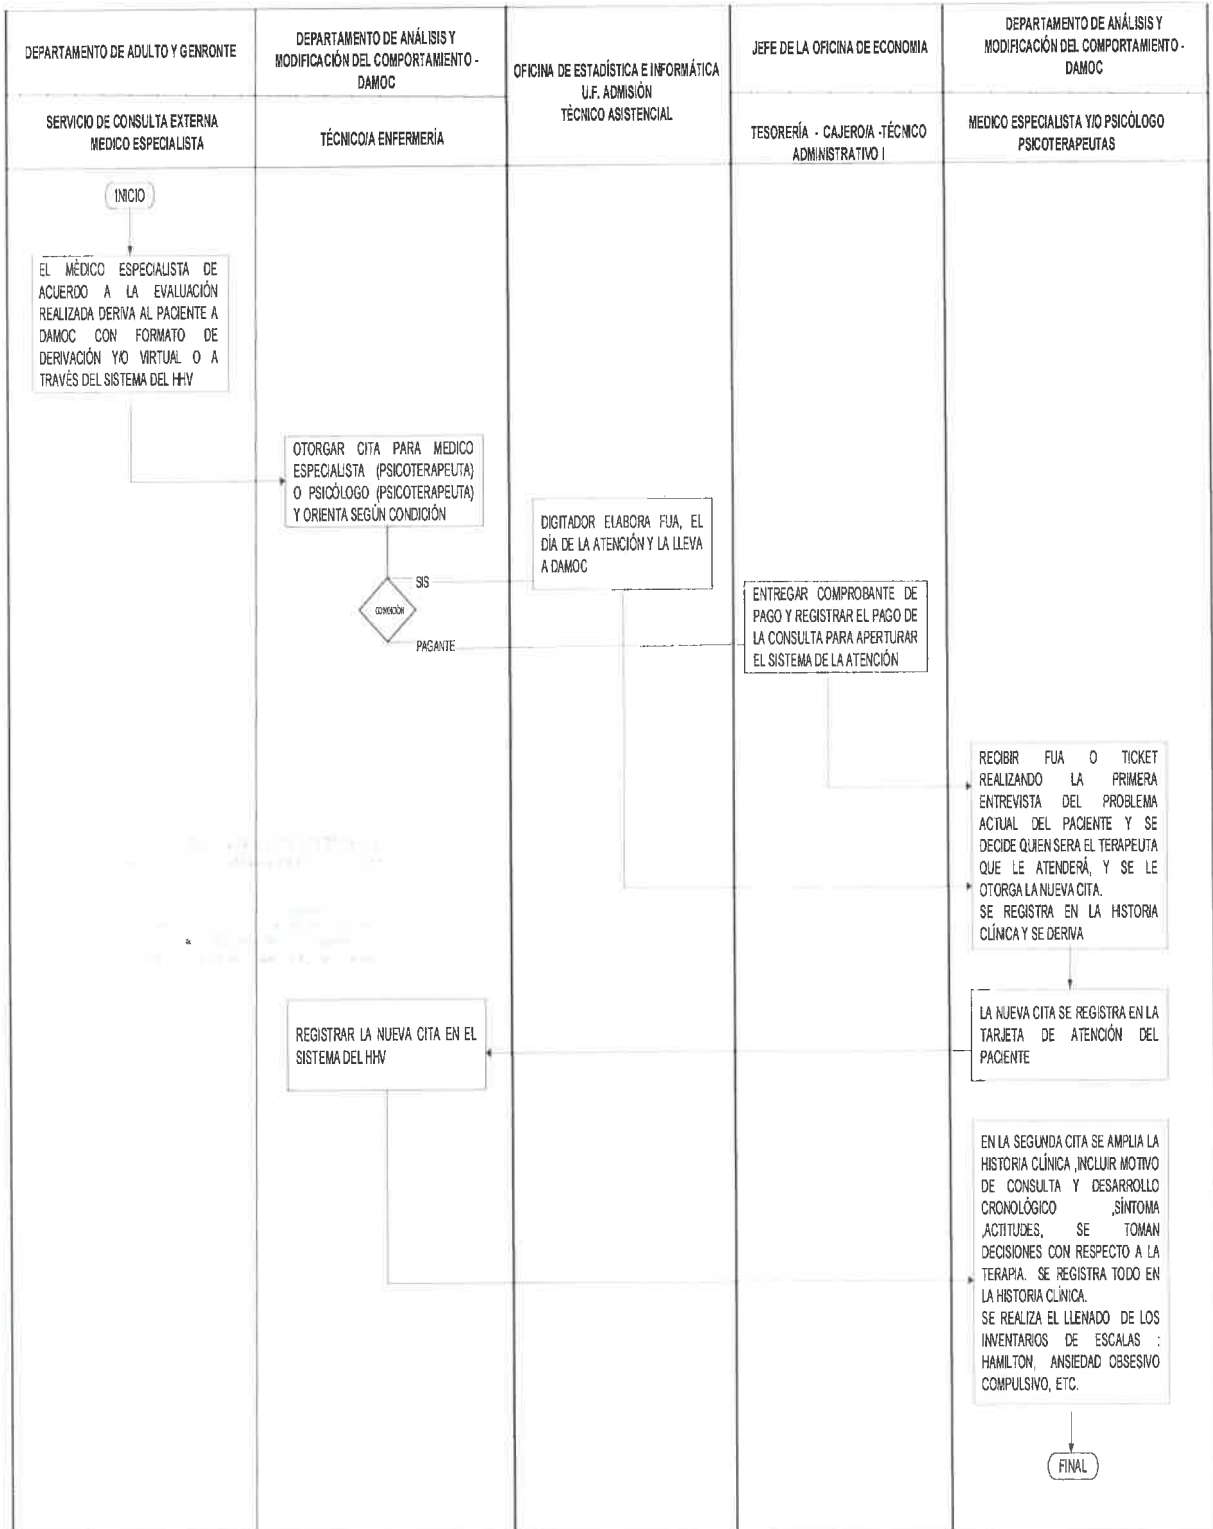 DEPARTAMENTO DE ADULTO Y GENRONTE
SERVICIO DE CONSULTA EXTERNA
MEDICO ESPECIALISTA
DEPARTAMENTO DE ANÁLISIS Y
MODIFICACIÓN DEL COMPORTAMIENTO -
DAMOC
TÉCNICO/A ENFERMERÍA
OFICINA DE ESTADÍSTICA E INFORMÁTICA
U.F. ADMISIÓN
TÈCNICO ASISTENCIAL
JEFE DE LA OFICINA DE ECONOMIA
TESORERÍA - CAJERO/A -TÉCNICO
ADMINISTRATIVO I
DEPARTAMENTO DE ANÁLISIS Y
MODIFICACIÓN DEL COMPORTAMIENTO -
DAMOC
MEDICO ESPECIALISTA Y/O PSICÓLOGO
PSICOTERAPEUTAS
INICIO
EL MÉDICO ESPECIALISTA DE
ACUERDO A LA EVALUACIÓN
REALIZADA DERIVA AL PACIENTE A
DAMOC CON FORMATO DE
DERIVACIÓN Y/O VIRTUAL O A
TRAVÉS DEL SISTEMA DEL HHV
OTORGAR CITA PARA MEDICO
ESPECIALISTA (PSICOTERAPEUTA)
O PSICÓLOGO (PSICOTERAPEUTA)
Y ORIENTA SEGÚN CONDICIÓN
CONDICIÓN
SIS
PAGANTE
DIGITADOR ELABORA FUA, EL
DÍA DE LA ATENCIÓN Y LA LLEVA
A DAMOC
ENTREGAR COMPROBANTE DE
PAGO Y REGISTRAR EL PAGO DE
LA CONSULTA PARA APERTURAR
EL SISTEMA DE LA ATENCIÓN
RECIBIR FUA O TICKET
REALIZANDO LA PRIMERA
ENTREVISTA DEL PROBLEMA
ACTUAL DEL PACIENTE Y SE
DECIDE QUIEN SERA EL TERAPEUTA
QUE LE ATENDERÁ, Y SE LE
OTORGA LA NUEVA CITA.
SE REGISTRA EN LA HISTORIA
CLÍNICA Y SE DERIVA
LA NUEVA CITA SE REGISTRA EN LA
TARJETA DE ATENCIÓN DEL
PACIENTE
REGISTRAR LA NUEVA CITA EN EL
SISTEMA DEL HHV
EN LA SEGUNDA CITA SE AMPLIA LA
HISTORIA CLÍNICA ,INCLUIR MOTIVO
DE CONSULTA Y DESARROLLO
CRONOLÓGICO ,SÍNTOMA
,ACTITUDES, SE TOMAN
DECISIONES CON RESPECTO A LA
TERAPIA. SE REGISTRA TODO EN
LA HISTORIA CLÍNICA.
SE REALIZA EL LLENADO DE LOS
INVENTARIOS DE ESCALAS :
HAMILTON, ANSIEDAD OBSESIVO
COMPULSIVO, ETC.
FINAL